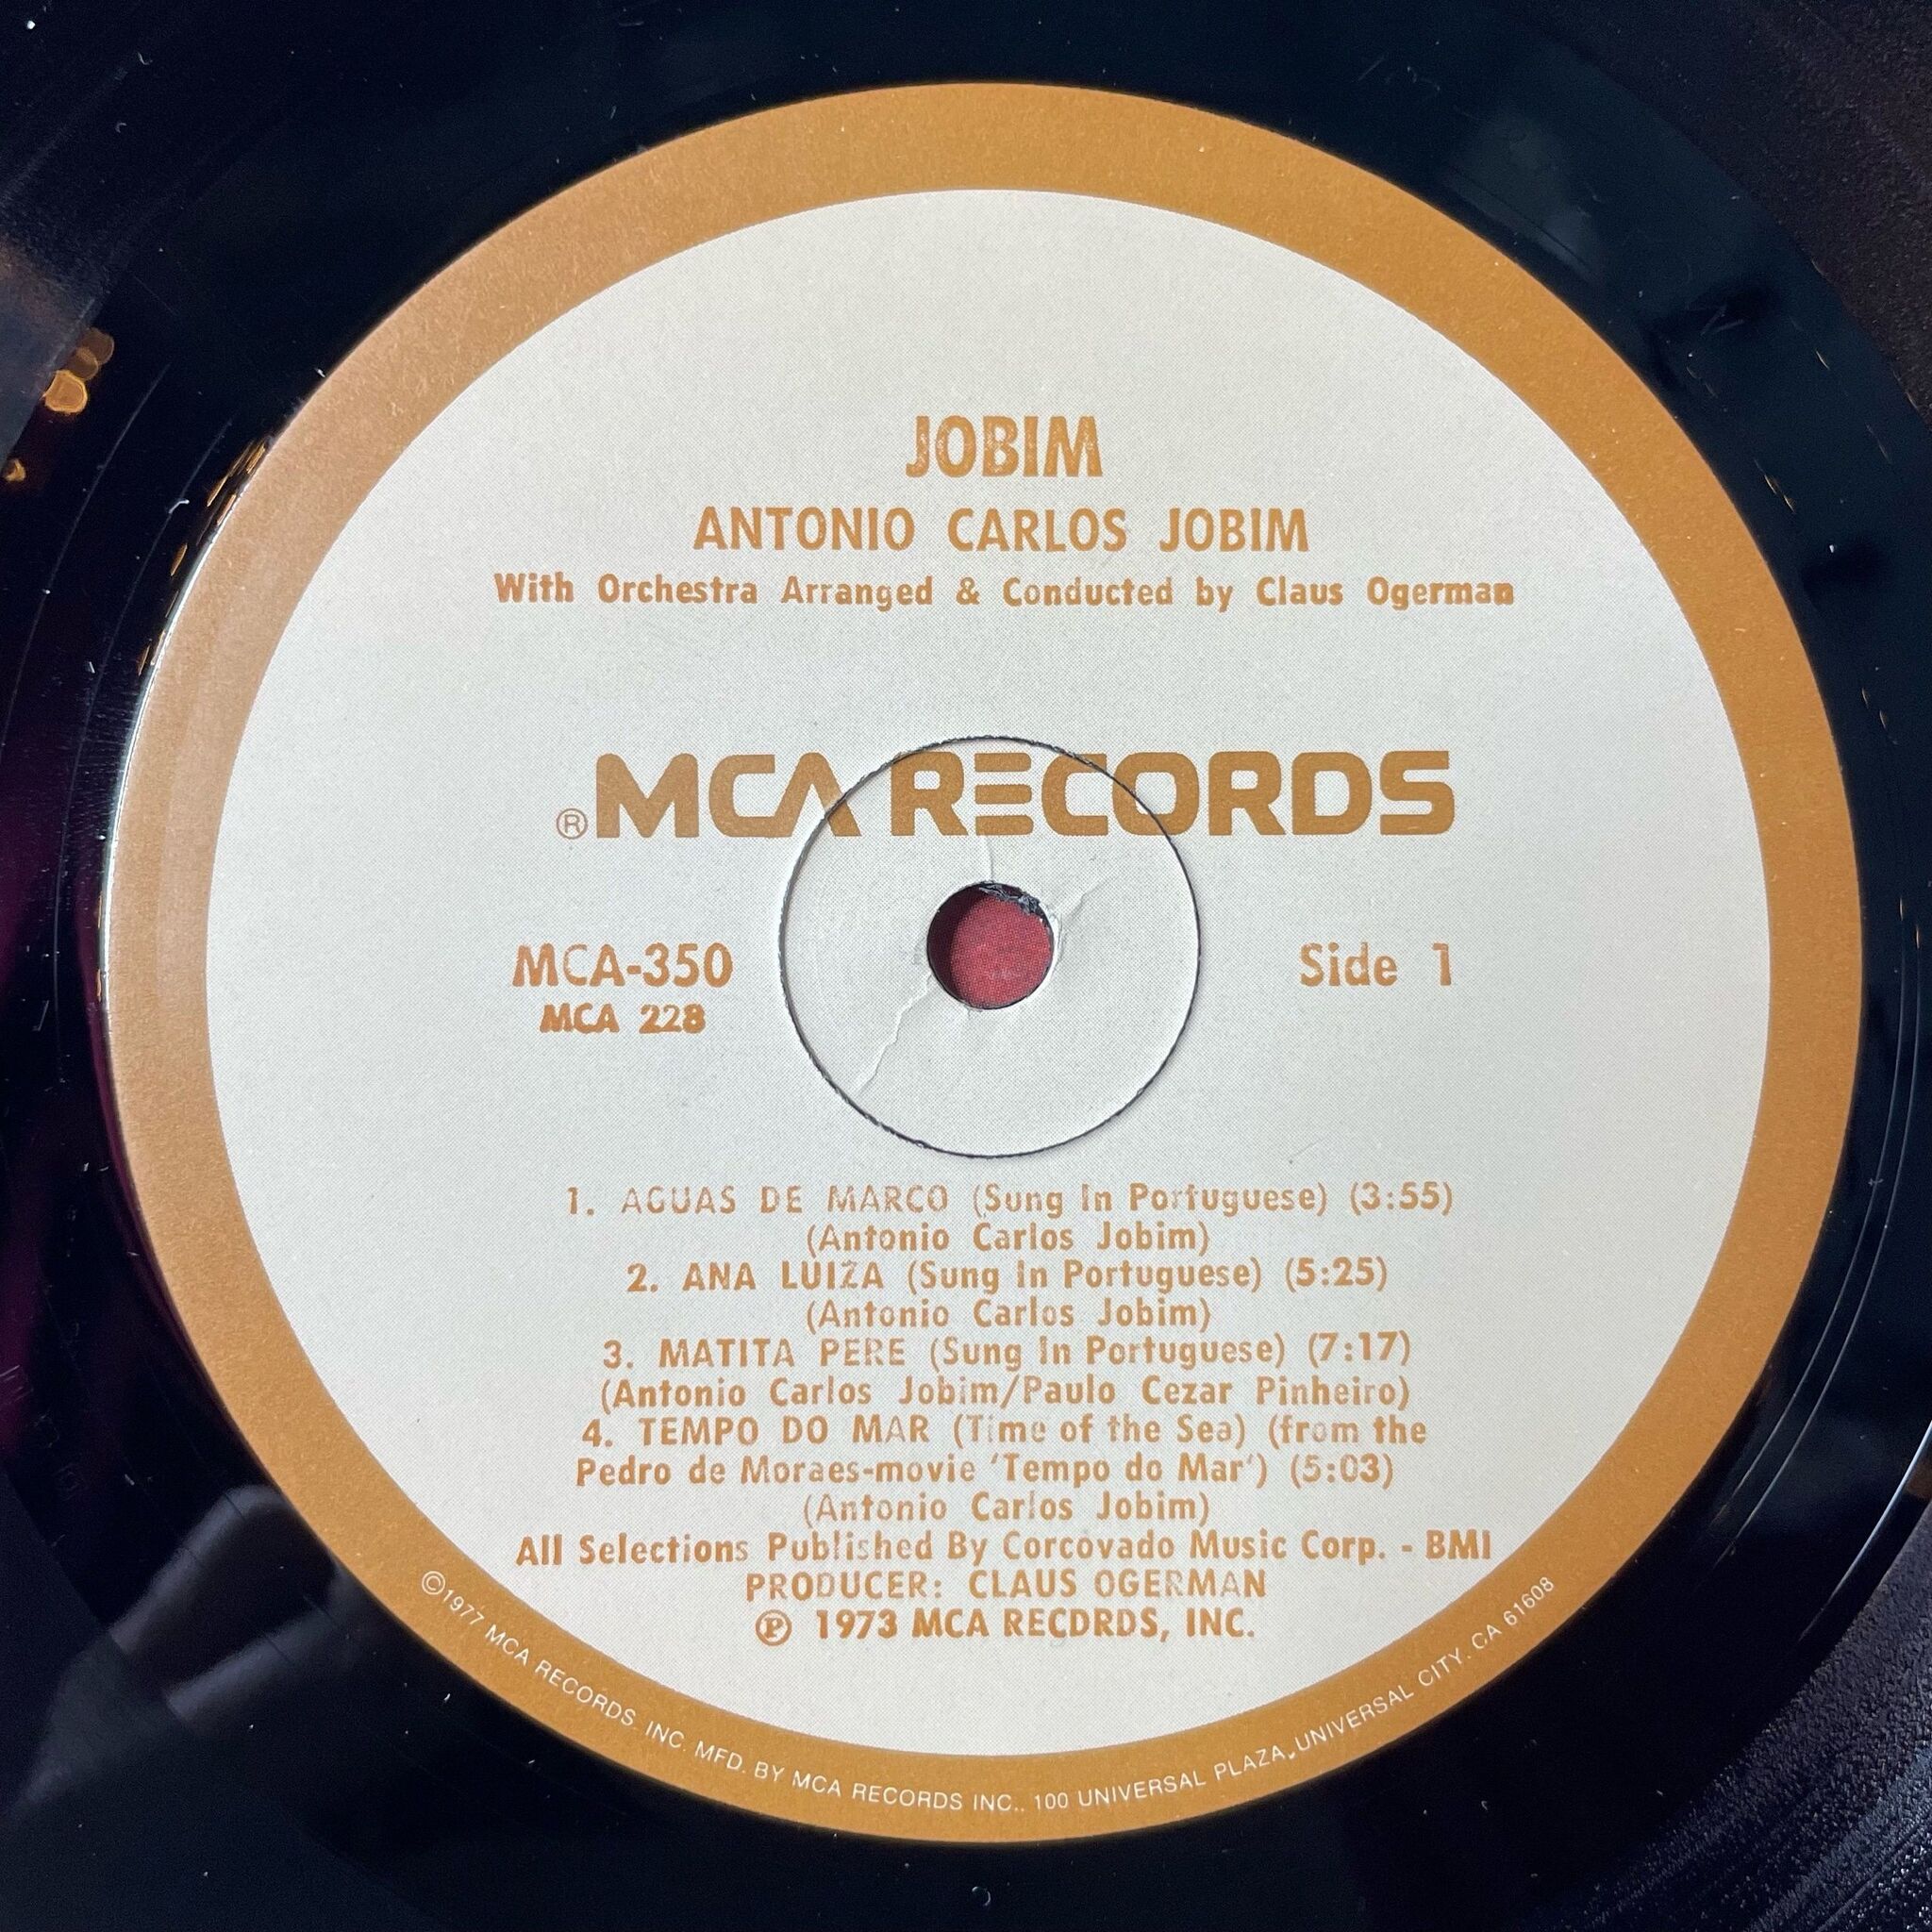 JOBIM
ANTONIO CARLOS JOBIM
With Orchestra Arranged & Conducted by Claus Ogerman
®MCA RECORDS
MCA-350
MCA 228
Side 1
1. AGUAS DE MARCO (Sung In Portuguese) (3:55)
(Antonio Carlos Jobim)
2. ANA LUIZA (Sung In Portuguese) (5:25)
(Antonio Carlos Jobim)
3. MATITA PERE (Sung In Portuguese) (7:17)
(Antonio Carlos Jobim/Paulo Cezar Pinheiro)
4. TEMPO DO MAR (Time of the Sea) (from the
Pedro de Moraes-movie 'Tempo do Mar') (5:03)
(Antonio Carlos Jobim)
All Selections Published By Corcovado Music Corp. - BMI
PRODUCER: CLAUS OGERMAN
℗ 1973 MCA RECORDS, INC.
©1977 MCA RECORDS. INC. MFD. BY MCA RECORDS INC., 100 UNIVERSAL PLAZA, UNIVERSAL CITY. CA 61608